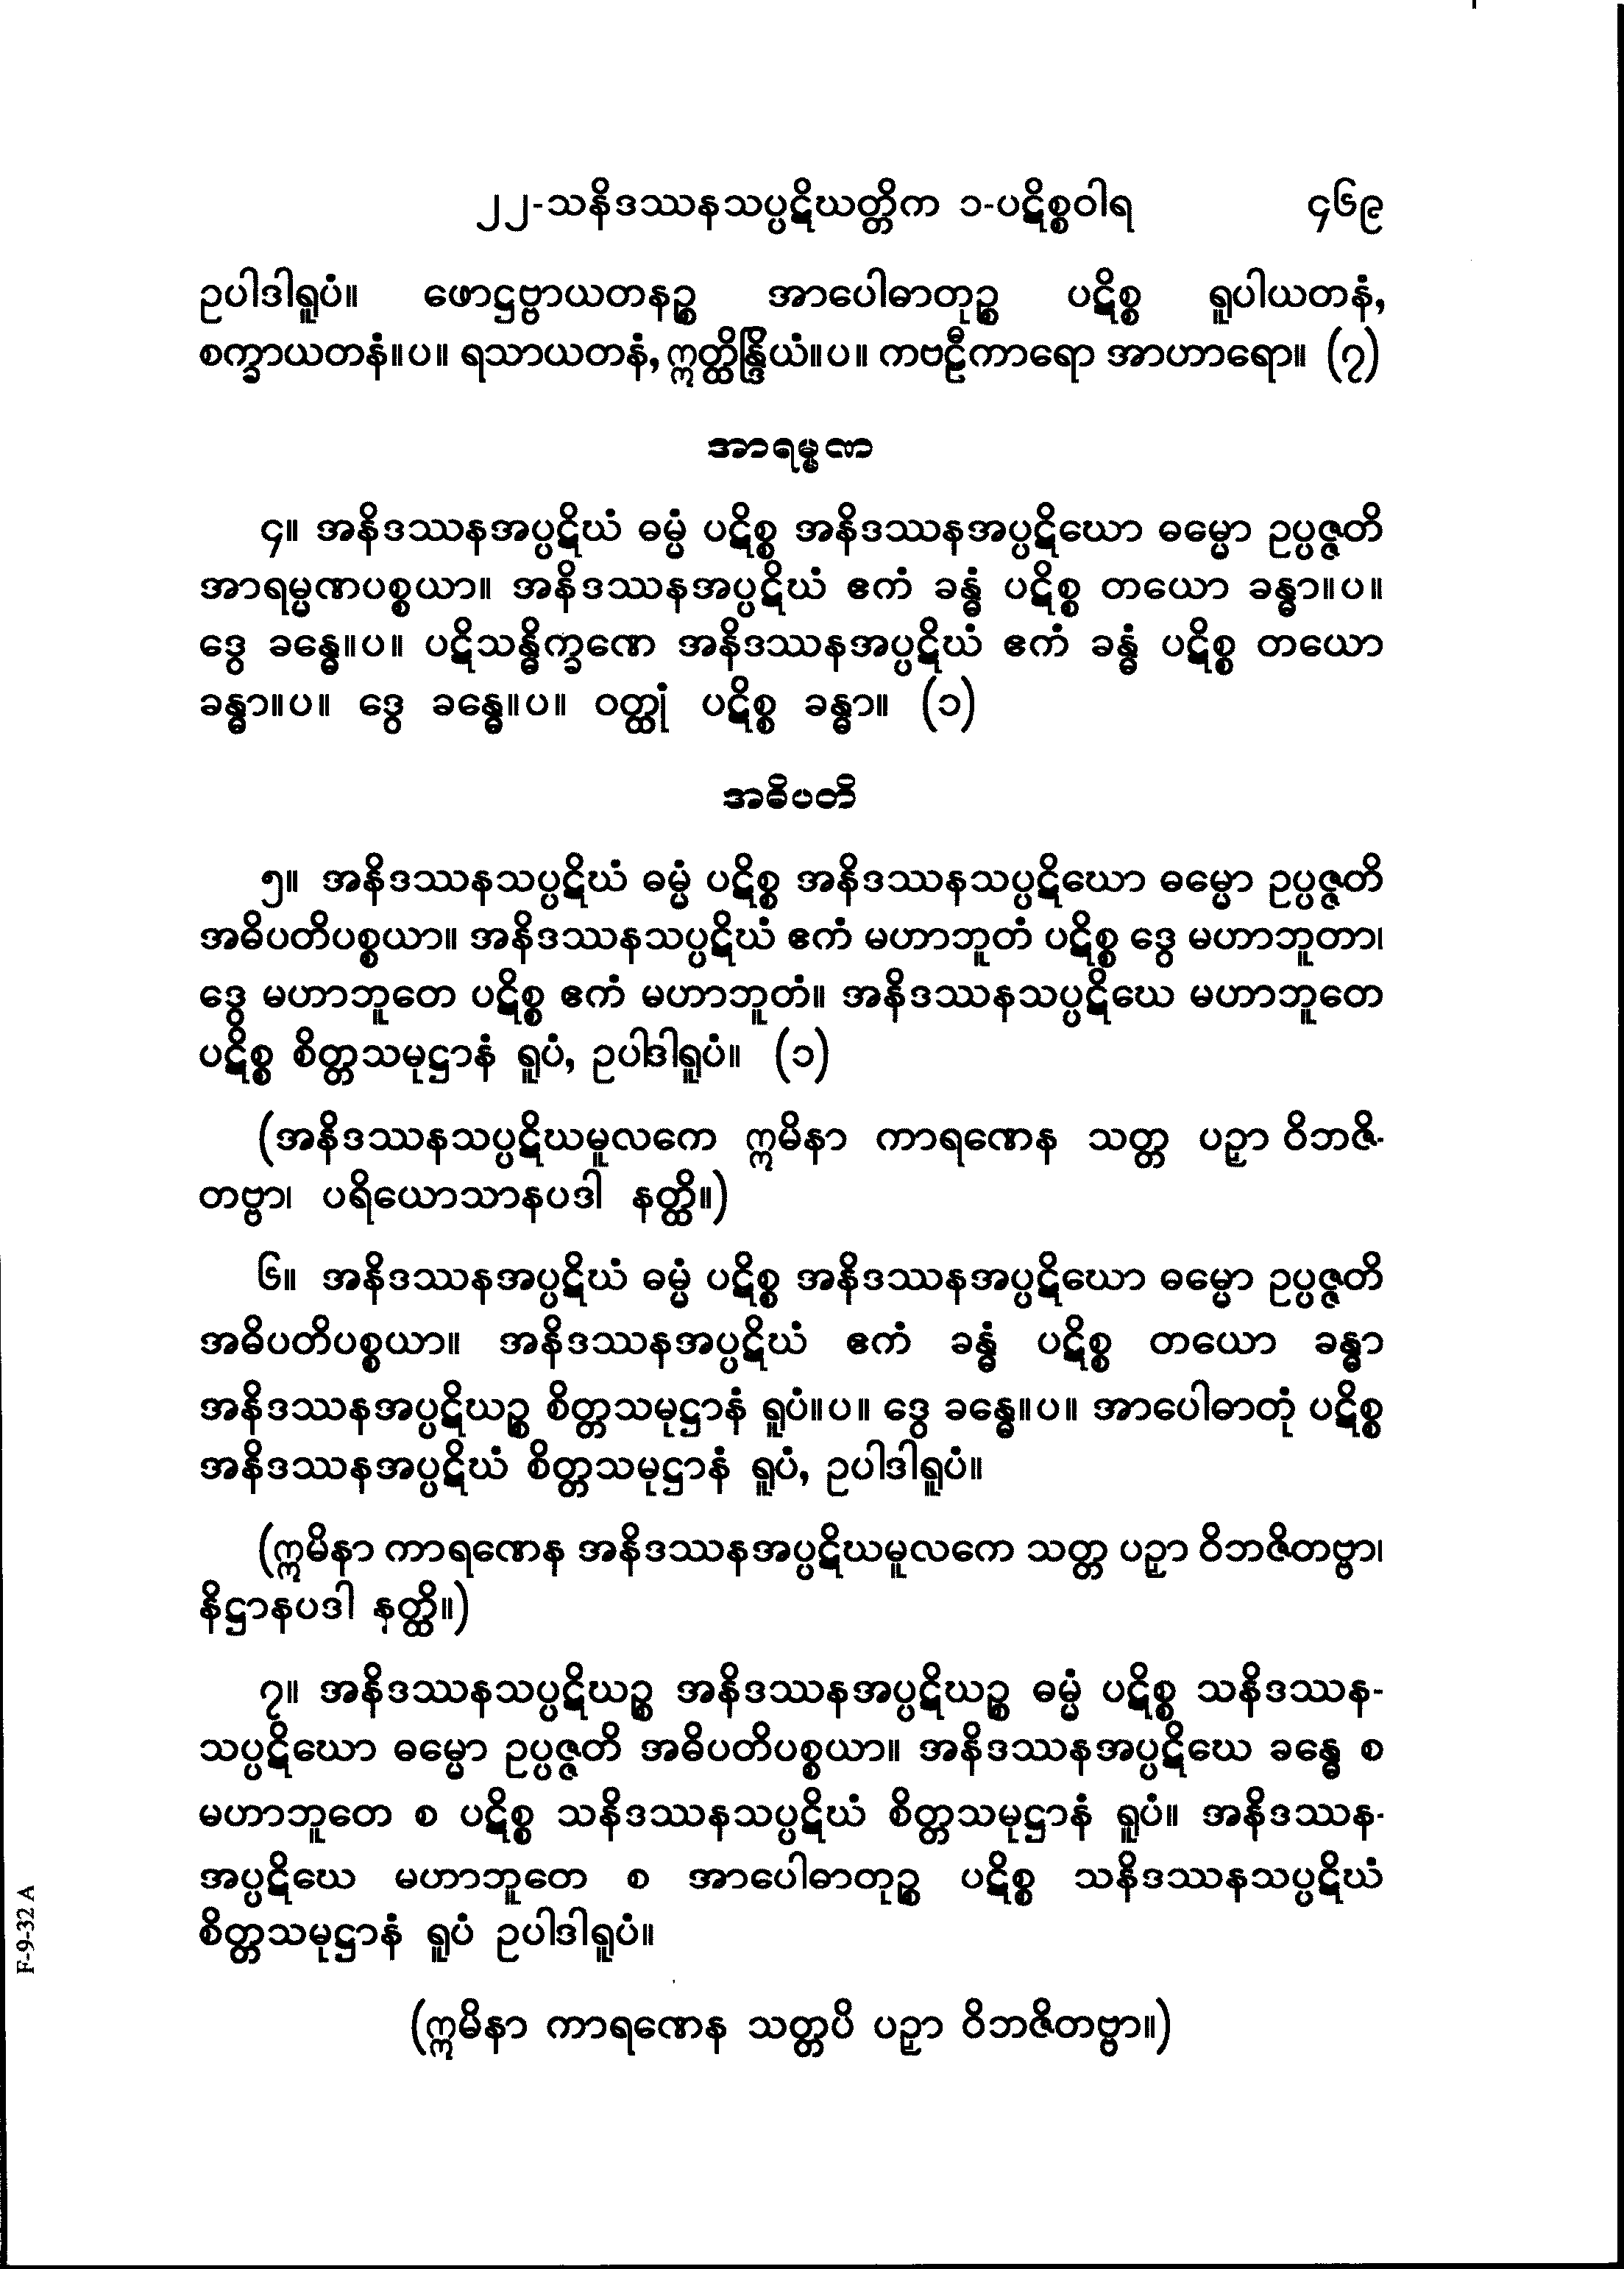 ၂၂-သနိဒဿနသပ္ပဋိဃတ္တိက ၁-ပဋိစ္စဝါရ ၄၆၉
ဥပါဒါရူပံ။ ဖောဋ္ဌဗ္ဗာယတနဉ္စ အာပေါဓာတုဉ္စ ပဋိစ္စ ရူပါယတနံ,
စက္ခာယတနံ။ပ။ ရသာယတနံ, ဣတ္ထိန္ဒြိယံ။ပ။ ကဗဠီကာရော အာဟာရော။ (၇)
အာရမ္မဏ
၄။ အနိဒဿနအပ္ပဋိဃံ ဓမ္မံ ပဋိစ္စ အနိဒဿနအပ္ပဋိဃော ဓမ္မော ဥပ္ပဇ္ဇတိ
အာရမ္မဏပစ္စယာ။ အနိဒဿနအပ္ပဋိဃံ ဧကံ ခန္ဓံ ပဋိစ္စ တယော ခန္ဓာ။ပ။
ဒွေ ခန္ဓေ။ပ။ ပဋိသန္ဓိက္ခဏေ အနိဒဿနအပ္ပဋိဃံ ဧကံ ခန္ဓံ ပဋိစ္စ တယော
ခန္ဓာ။ပ။ ဒွေ ခန္ဓေ။ပ။ ဝတ္ထုံ ပဋိစ္စ ခန္ဓာ။ (၁)
အဓိပတိ
၅။ အနိဒဿနသပ္ပဋိဃံ ဓမ္မံ ပဋိစ္စ အနိဒဿနသပ္ပဋိဃော ဓမ္မော ဥပ္ပဇ္ဇတိ
အဓိပတိပစ္စယာ။ အနိဒဿနသပ္ပဋိဃံ ဧကံ မဟာဘူတံ ပဋိစ္စ ဒွေ မဟာဘူတာ၊
ဒွေ မဟာဘူတေ ပဋိစ္စ ဧကံ မဟာဘူတံ။ အနိဒဿနသပ္ပဋိဃေ မဟာဘူတေ
ပဋိစ္စ စိတ္တသမုဋ္ဌာနံ ရူပံ, ဥပါဒါရူပံ။ (၁)
(အနိဒဿနသပ္ပဋိဃမူလကေ ဣမိနာ ကာရဏေန သတ္တ ပဉှာ ဝိဘဇိ-
တဗ္ဗာ၊ ပရိယောသာနပဒါ နတ္ထိ။)
၆။ အနိဒဿနအပ္ပဋိဃံ ဓမ္မံ ပဋိစ္စ အနိဒဿနအပ္ပဋိဃော ဓမ္မော ဥပ္ပဇ္ဇတိ
အဓိပတိပစ္စယာ။ အနိဒဿနအပ္ပဋိဃံ ဧကံ ခန္ဓံ ပဋိစ္စ တယော ခန္ဓာ
အနိဒဿနအပ္ပဋိဃဉ္စ စိတ္တသမုဋ္ဌာနံ ရူပံ။ပ။ ဒွေ ခန္ဓေ။ပ။ အာပေါဓာတုံ ပဋိစ္စ
အနိဒဿနအပ္ပဋိဃံ စိတ္တသမုဋ္ဌာနံ ရူပံ, ဥပါဒါရူပံ။
(ဣမိနာ ကာရဏေန အနိဒဿနအပ္ပဋိဃမူလကေ သတ္တ ပဉှာ ဝိဘဇိတဗ္ဗာ၊
နိဋ္ဌာနပဒါ နတ္ထိ။)
၇။ အနိဒဿနသပ္ပဋိဃဉ္စ အနိဒဿနအပ္ပဋိဃဉ္စ ဓမ္မံ ပဋိစ္စ သနိဒဿန-
သပ္ပဋိဃော ဓမ္မော ဥပ္ပဇ္ဇတိ အဓိပတိပစ္စယာ။ အနိဒဿနအပ္ပဋိဃေ ခန္ဓေ စ
မဟာဘူတေ စ ပဋိစ္စ သနိဒဿနသပ္ပဋိဃံ စိတ္တသမုဋ္ဌာနံ ရူပံ။ အနိဒဿန-
အပ္ပဋိဃေ မဟာဘူတေ စ အာပေါဓာတုဉ္စ ပဋိစ္စ သနိဒဿနသပ္ပဋိဃံ
စိတ္တသမုဋ္ဌာနံ ရူပံ ဥပါဒါရူပံ။
(ဣမိနာ ကာရဏေန သတ္တပိ ပဉှာ ဝိဘဇိတဗ္ဗာ။)
F-9-32 A